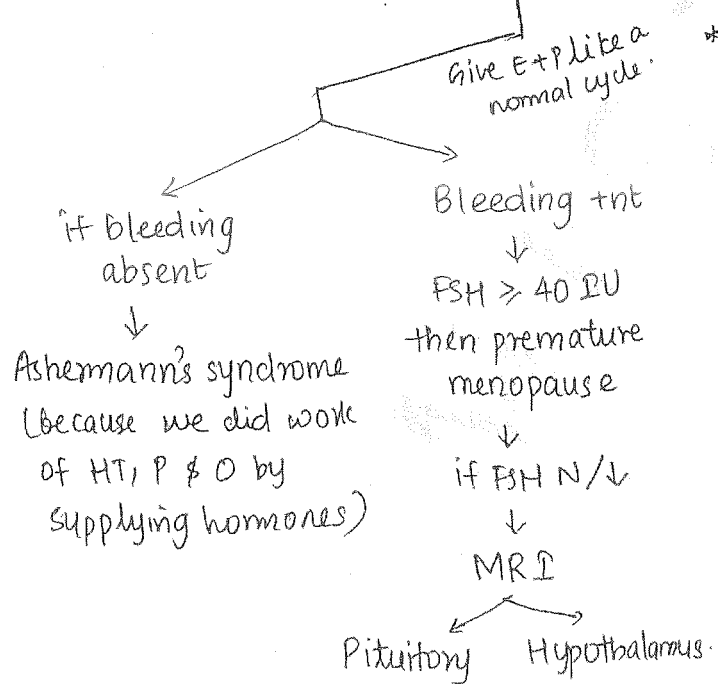 Give E+P like a
normal cycle.
*
if bleeding
absent
↓
Ashermann's syndrome
(because we did work
of HT, P & O by
supplying hormones)
Bleeding +nt
↓
FSH ≥ 40 IU
then premature
menopause
↓
if FSH N/↓
↓
MRI
Pituitory Hypothalamus.